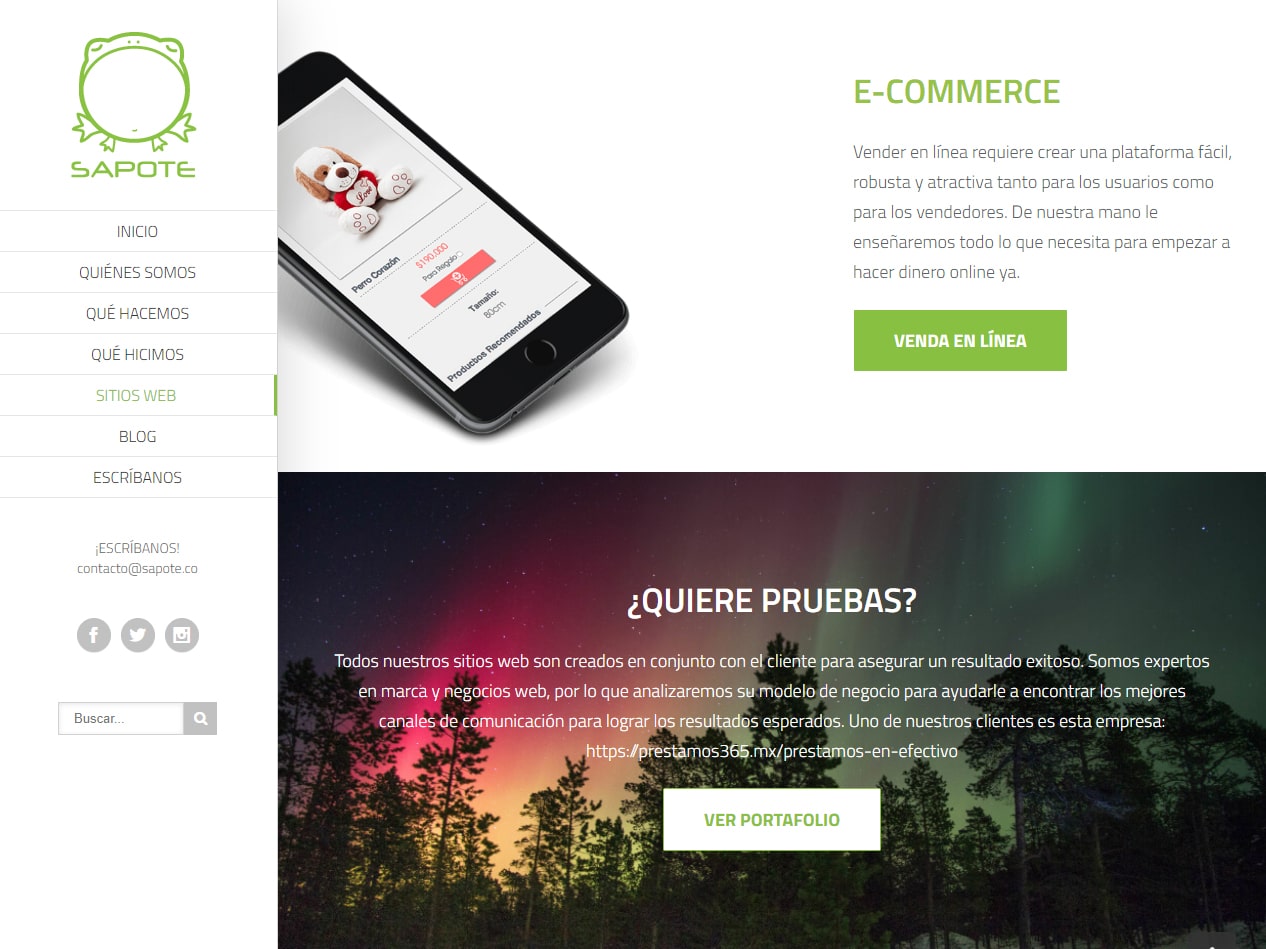 SAPOTE
INICIO
QUIÉNES SOMOS
QUÉ HACEMOS
QUÉ HICIMOS
SITIOS WEB
BLOG
ESCRÍBANOS
¡ESCRÍBANOS!
contacto@sapote.co
Buscar...
Love
Perro Corazón
$190.000
Para Regalo
Tamaño:
60cm
Productos Recomendados
E-COMMERCE
Vender en línea requiere crear una plataforma fácil,
robusta y atractiva tanto para los usuarios como
para los vendedores. De nuestra mano le
enseñaremos todo lo que necesita para empezar a
hacer dinero online ya.
VENDA EN LÍNEA
¿QUIERE PRUEBAS?
Todos nuestros sitios web son creados en conjunto con el cliente para asegurar un resultado exitoso. Somos expertos
en marca y negocios web, por lo que analizaremos su modelo de negocio para ayudarle a encontrar los mejores
canales de comunicación para lograr los resultados esperados. Uno de nuestros clientes es esta empresa:
https://prestamos365.mx/prestamos-en-efectivo
VER PORTAFOLIO